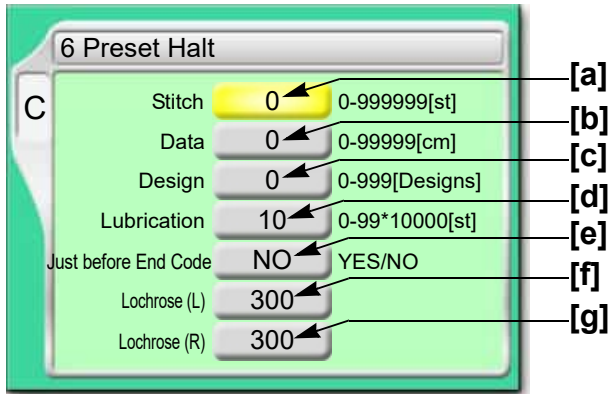 6 Preset Halt
C
Stitch 0 0-999999[st] [a]
Data 0 0-99999[cm] [b]
Design 0 0-999[Designs] [c]
Lubrication 10 0-99*10000[st] [d]
Just before End Code NO YES/NO [e]
Lochrose (L) 300 [f]
Lochrose (R) 300 [g]